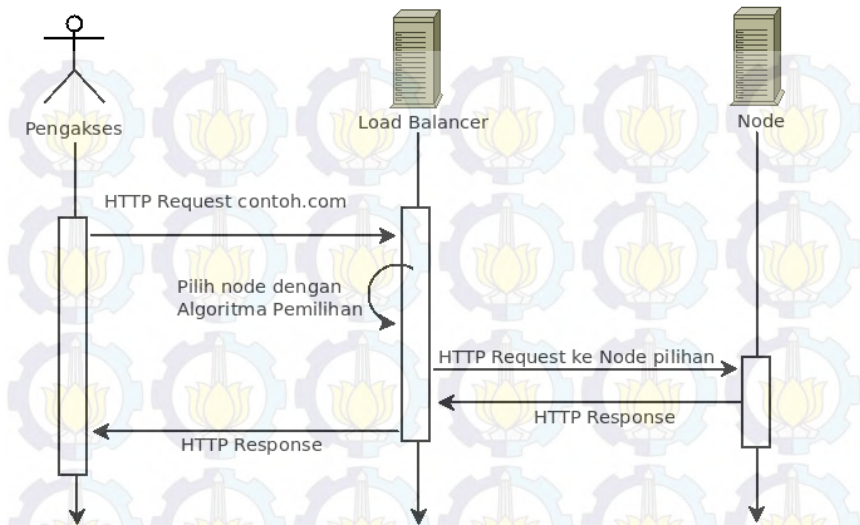 Pengakses
Load Balancer
Node
HTTP Request contoh.com
Pilih node dengan
Algoritma Pemilihan
HTTP Request ke Node pilihan
HTTP Response
HTTP Response